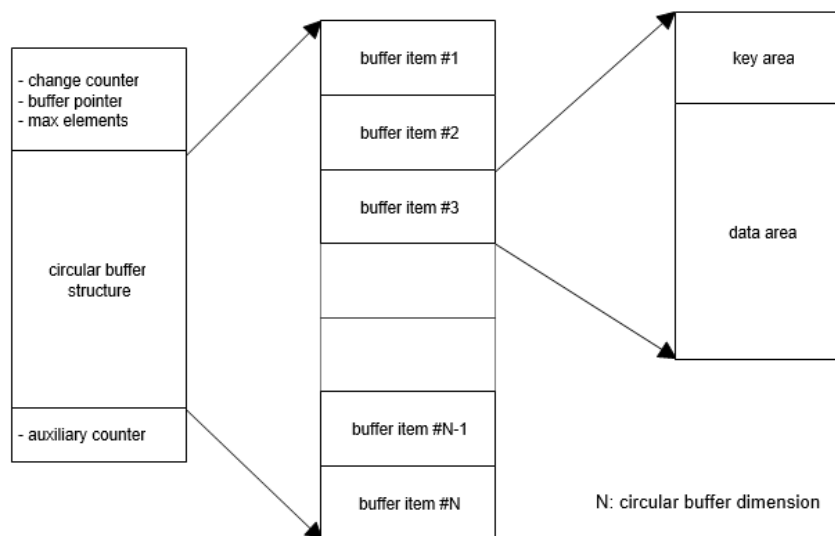 - change counter
- buffer pointer
- max elements
circular buffer
structure
- auxiliary counter
buffer item #1
buffer item #2
buffer item #3
buffer item #N-1
buffer item #N
key area
data area
N: circular buffer dimension